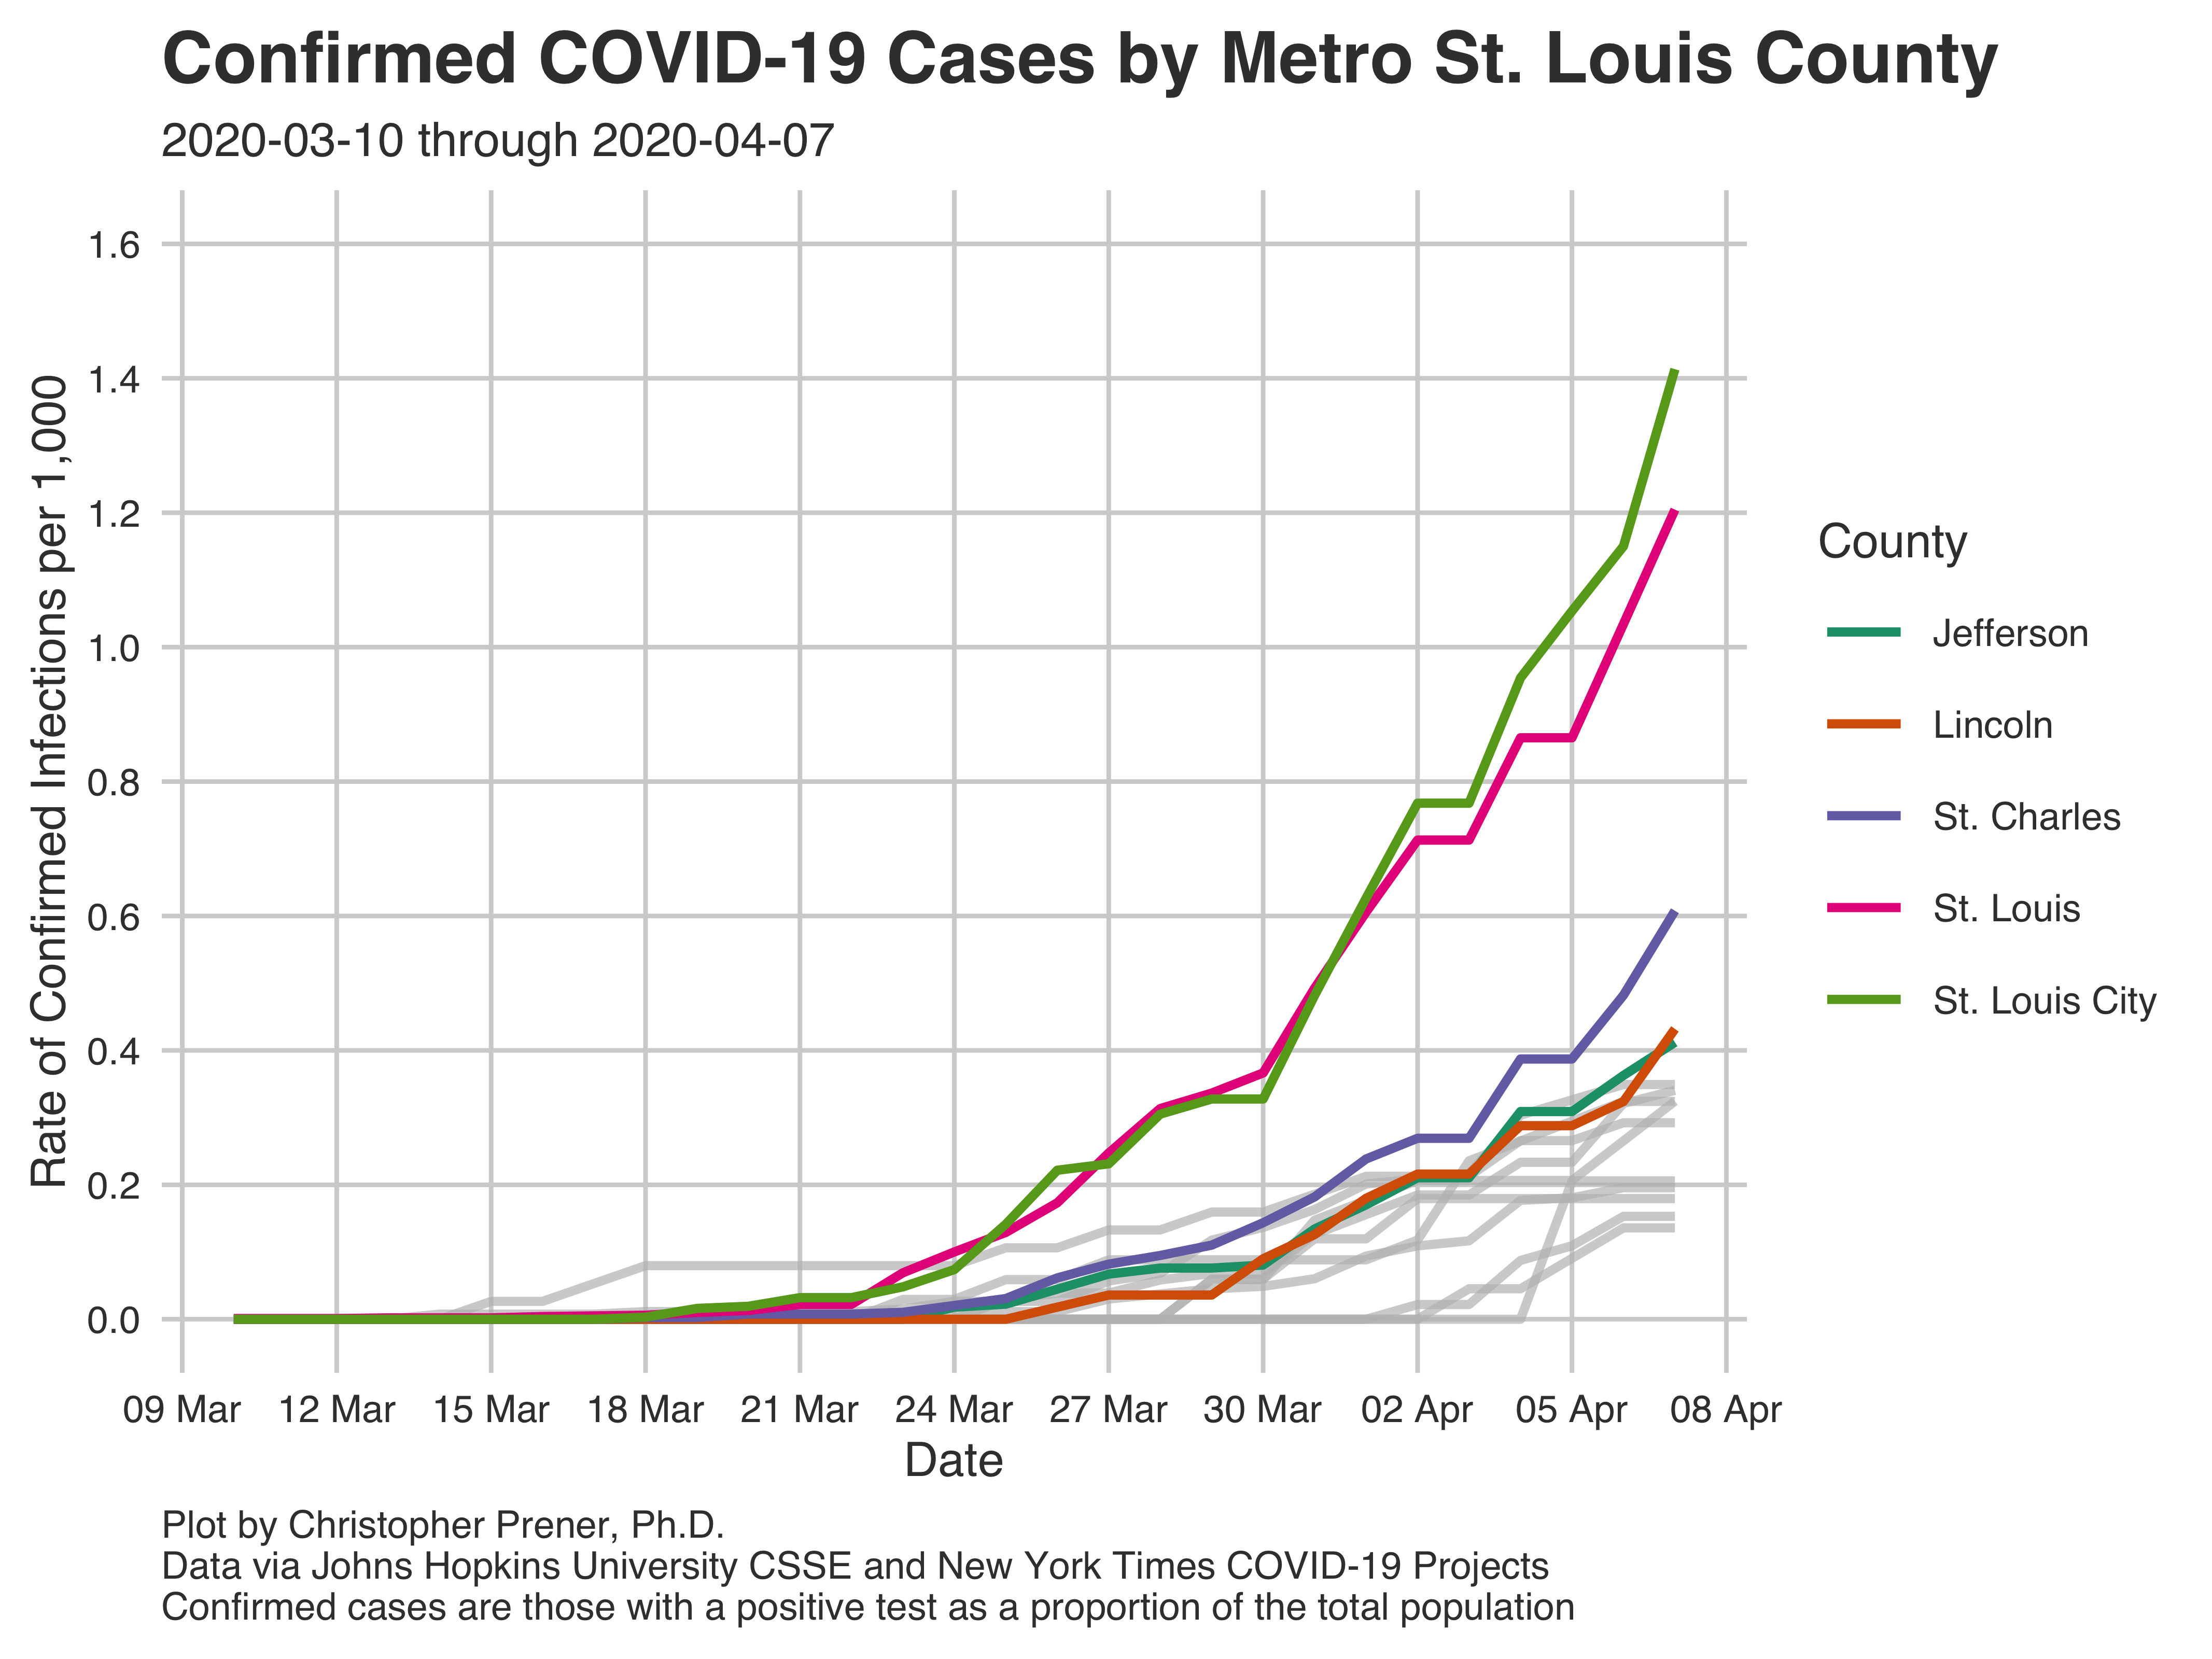 Confirmed COVID-19 Cases by Metro St. Louis County
2020-03-10 through 2020-04-07
Rate of Confirmed Infections per 1,000
1.6
1.4
1.2
1.0
0.8
0.6
0.4
0.2
0.0
09 Mar 12 Mar 15 Mar 18 Mar 21 Mar 24 Mar 27 Mar 30 Mar 02 Apr 05 Apr 08 Apr
Date
County
Jefferson
Lincoln
St. Charles
St. Louis
St. Louis City
Plot by Christopher Prener, Ph.D.
Data via Johns Hopkins University CSSE and New York Times COVID-19 Projects
Confirmed cases are those with a positive test as a proportion of the total population